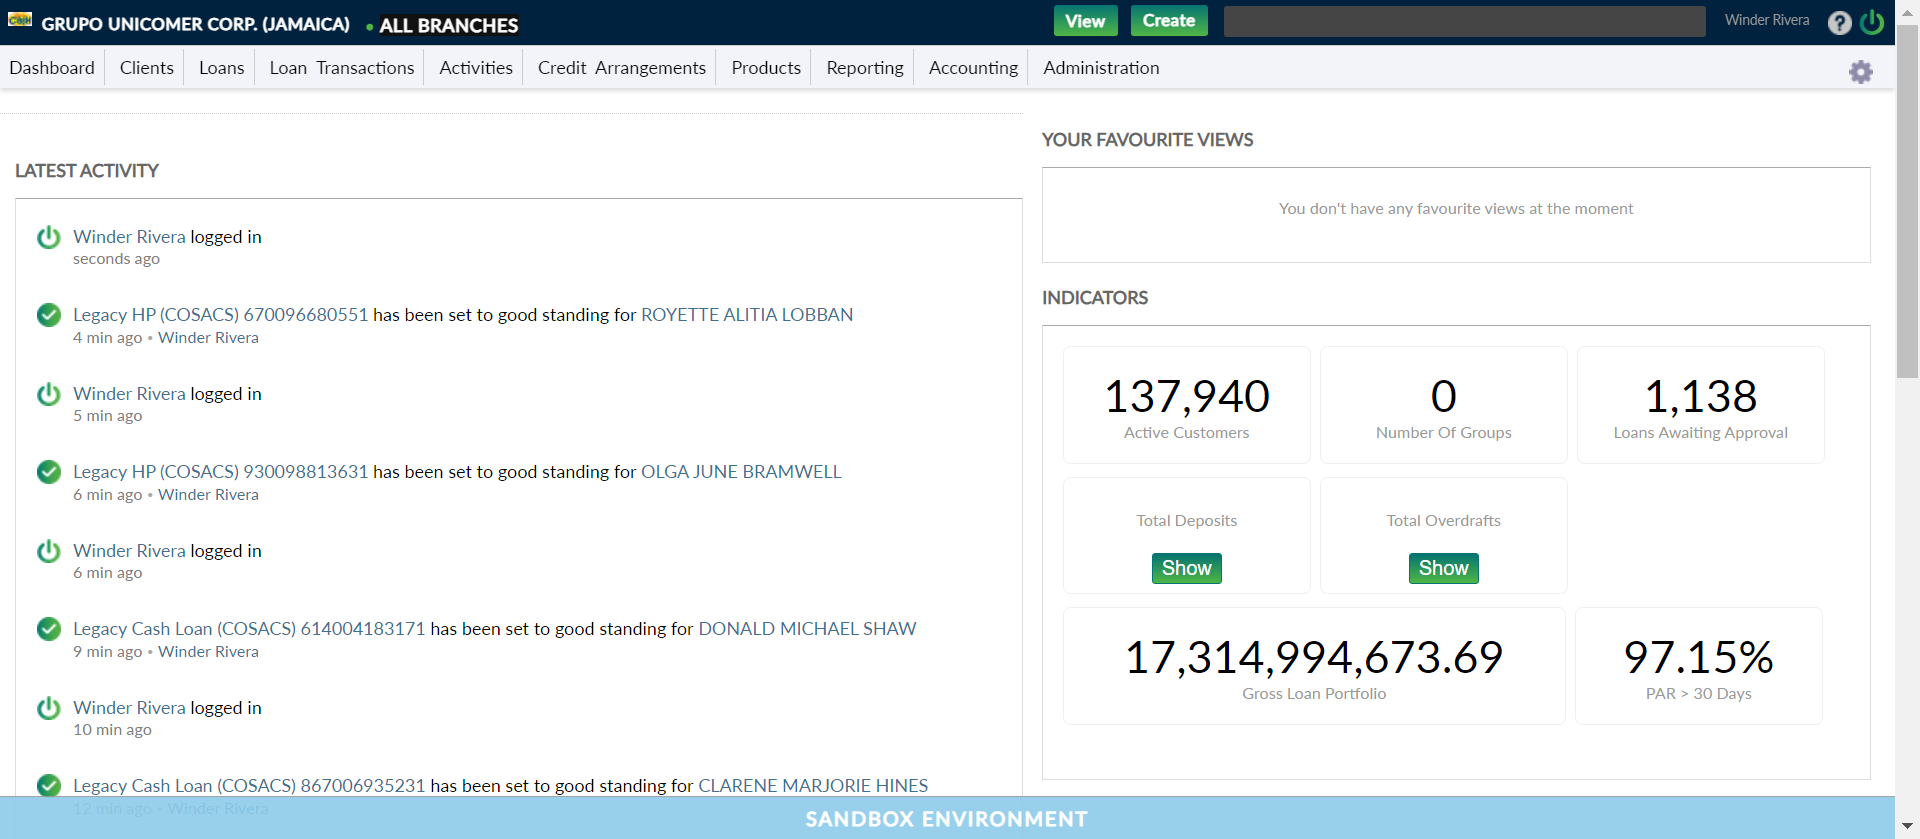 Cash
GRUPO UNICOMER CORP. (JAMAICA) • ALL BRANCHES
View
Create
Winder Rivera
?
Dashboard Clients Loans Loan Transactions Activities Credit Arrangements Products Reporting Accounting Administration
LATEST ACTIVITY
Winder Rivera logged in
seconds ago
Legacy HP (COSACS) 670096680551 has been set to good standing for ROYETTE ALITIA LOBBAN
4 min ago • Winder Rivera
Winder Rivera logged in
5 min ago
Legacy HP (COSACS) 930098813631 has been set to good standing for OLGA JUNE BRAMWELL
6 min ago • Winder Rivera
Winder Rivera logged in
6 min ago
Legacy Cash Loan (COSACS) 614004183171 has been set to good standing for DONALD MICHAEL SHAW
9 min ago • Winder Rivera
Winder Rivera logged in
10 min ago
Legacy Cash Loan (COSACS) 867006935231 has been set to good standing for CLARENE MARJORIE HINES
12 min ago • Winder Rivera
YOUR FAVOURITE VIEWS
You don't have any favourite views at the moment
INDICATORS
137,940
Active Customers
0
Number Of Groups
1,138
Loans Awaiting Approval
Total Deposits
Show
Total Overdrafts
Show
17,314,994,673.69
Gross Loan Portfolio
97.15%
PAR > 30 Days
SANDBOX ENVIRONMENT